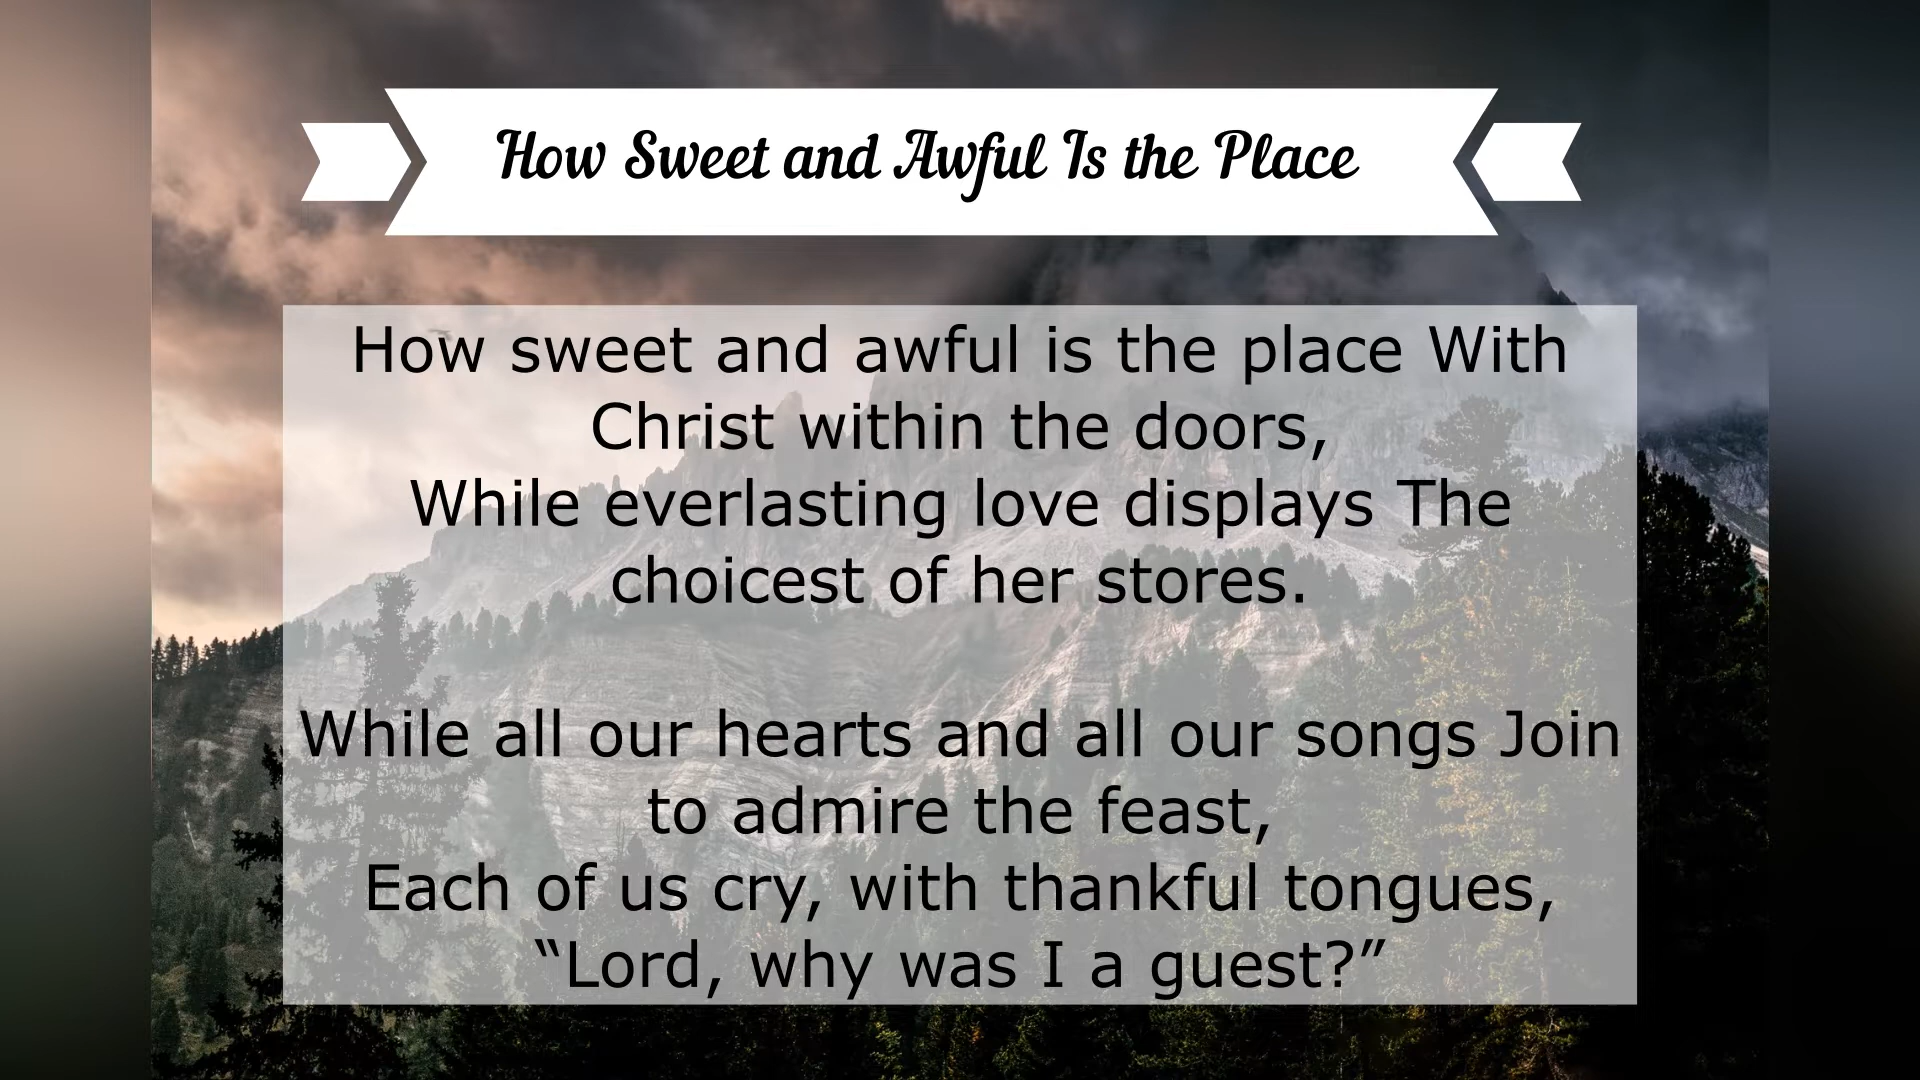 How Sweet and Awful Is the Place
How sweet and awful is the place With
Christ within the doors,
While everlasting love displays The
choicest of her stores.
While all our hearts and all our songs Join
to admire the feast,
Each of us cry, with thankful tongues,
“Lord, why was I a guest?”